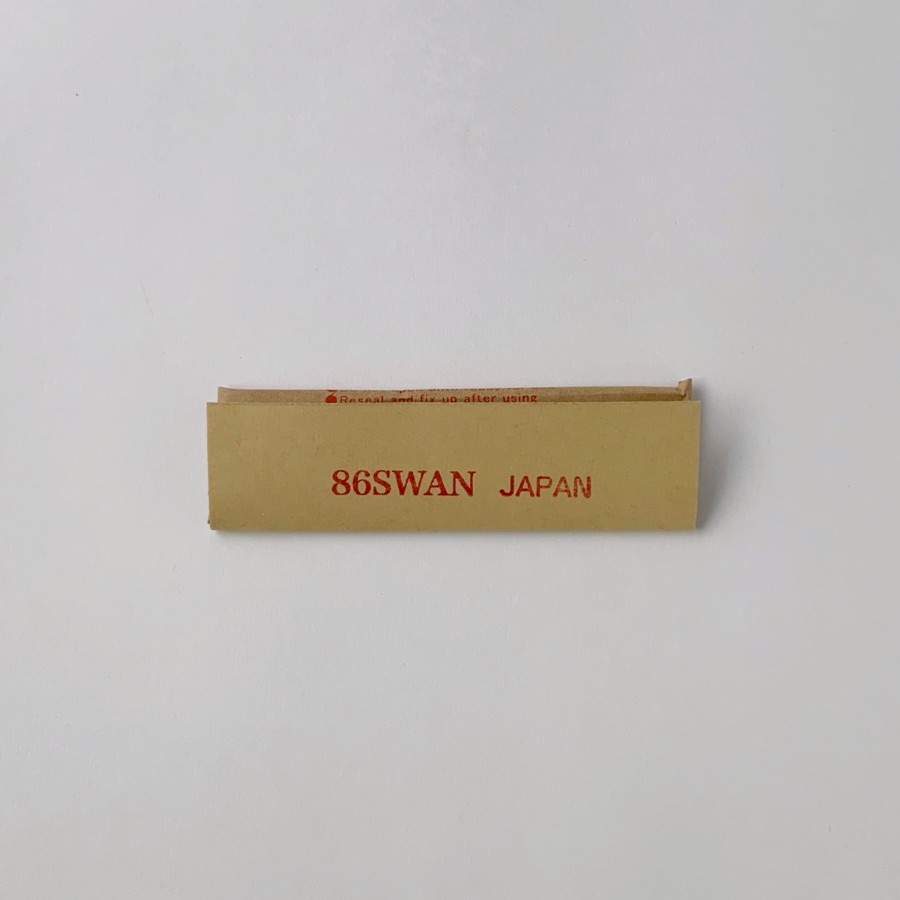 Reseal and fix up after using
86SWAN JAPAN